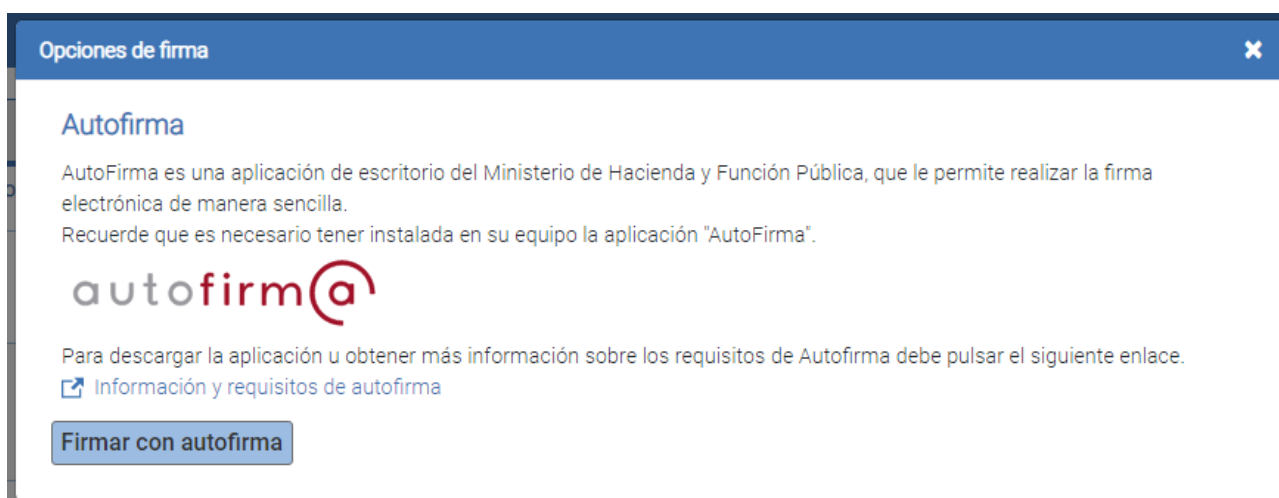 Opciones de firma
Autofirma
AutoFirma es una aplicación de escritorio del Ministerio de Hacienda y Función Pública, que le permite realizar la firma
electrónica de manera sencilla.
Recuerde que es necesario tener instalada en su equipo la aplicación "AutoFirma".
autofirm@
Para descargar la aplicación u obtener más información sobre los requisitos de Autofirma debe pulsar el siguiente enlace.
Información y requisitos de autofirma
Firmar con autofirma